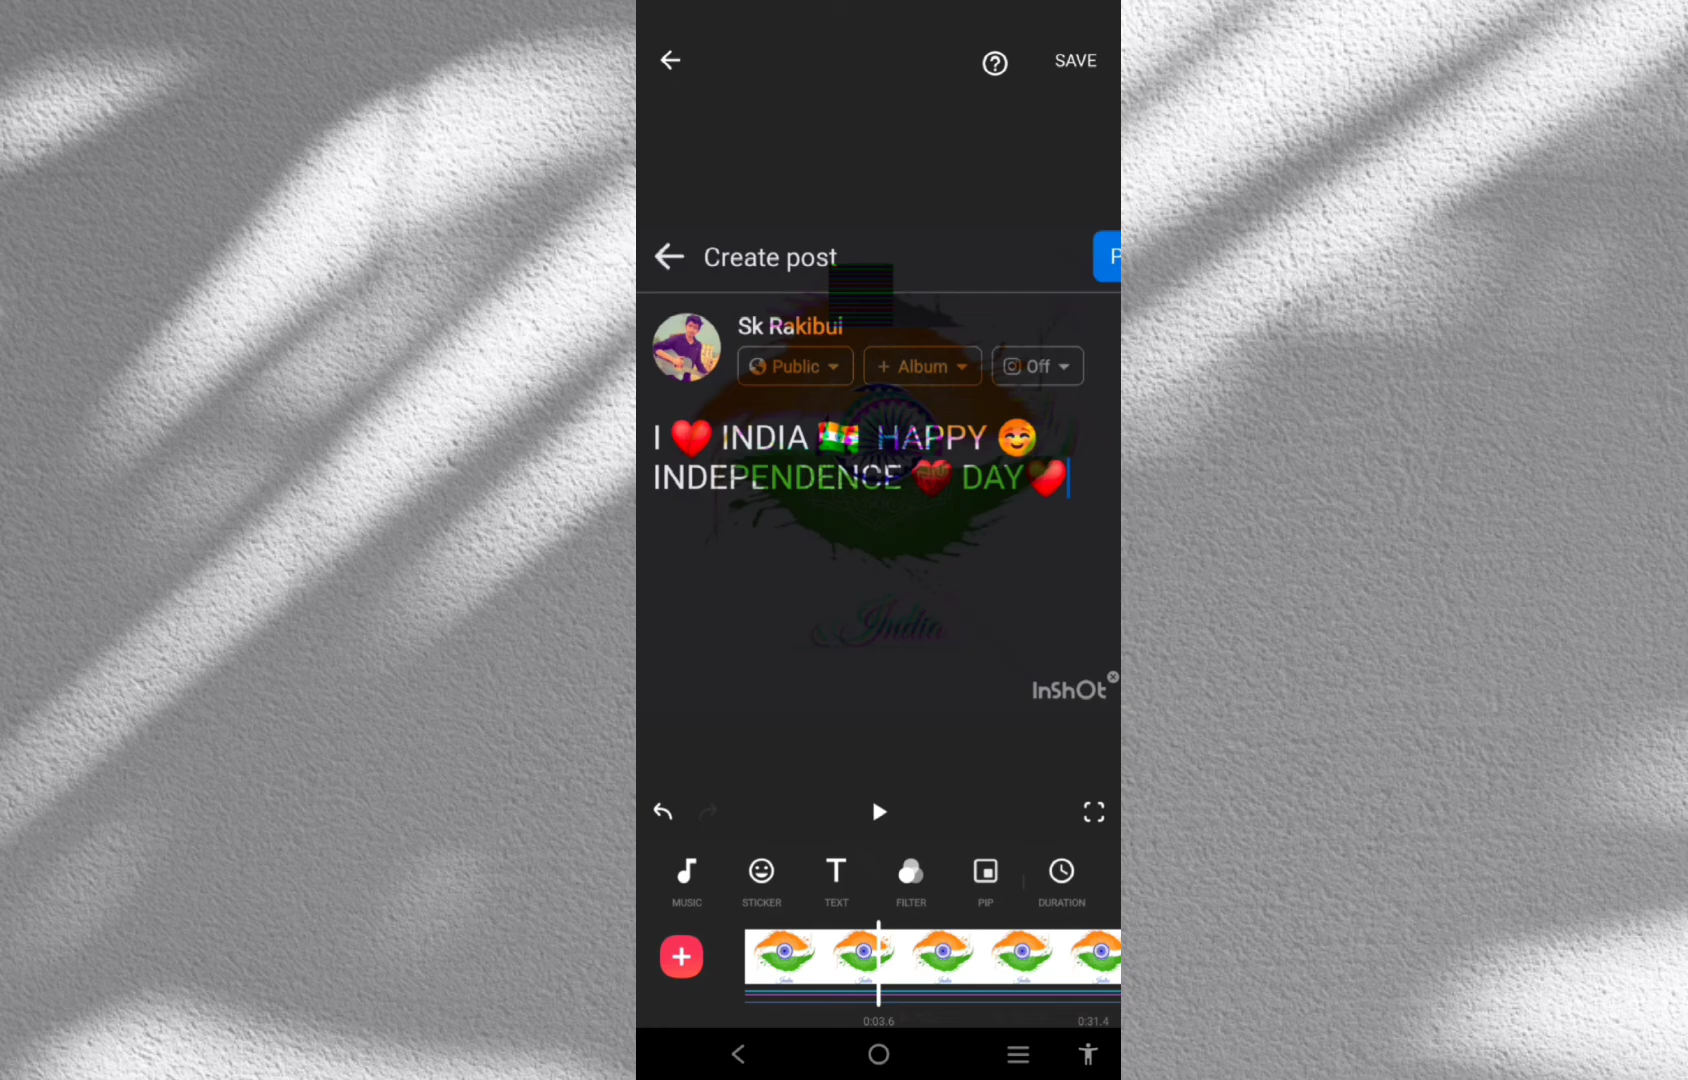 SAVE
Create post
P
Sk Rakibul
Public
+ Album
Off
I ❤️ INDIA 🇮🇳 HAPPY ☺️
INDEPENDENCE 💝 DAY❤️
India
InShOt
MUSIC STICKER TEXT FILTER PIP DURATION
0:03.6 0:31.4